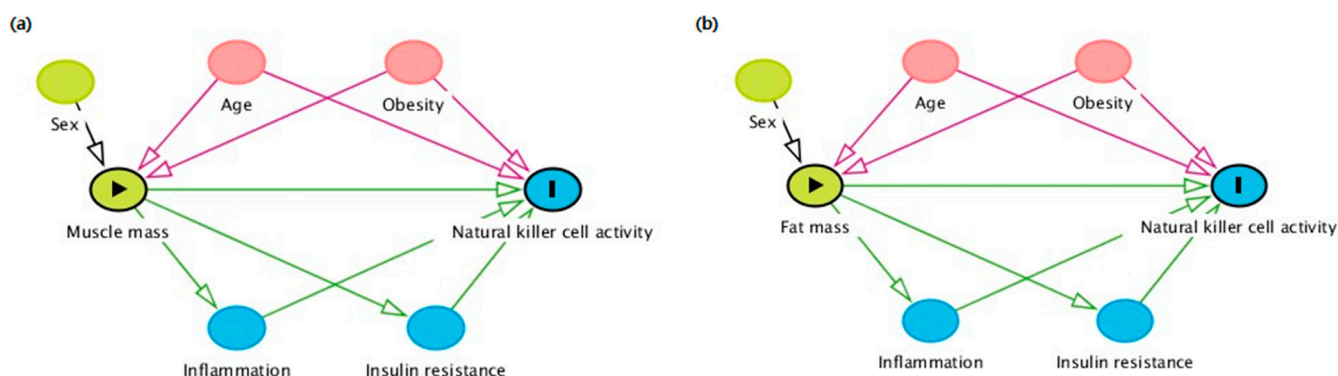 (a)
Age
Obesity
Sex
Muscle mass
Natural killer cell activity
Inflammation
Insulin resistance
(b)
Age
Obesity
Sex
Fat mass
Natural killer cell activity
Inflammation
Insulin resistance